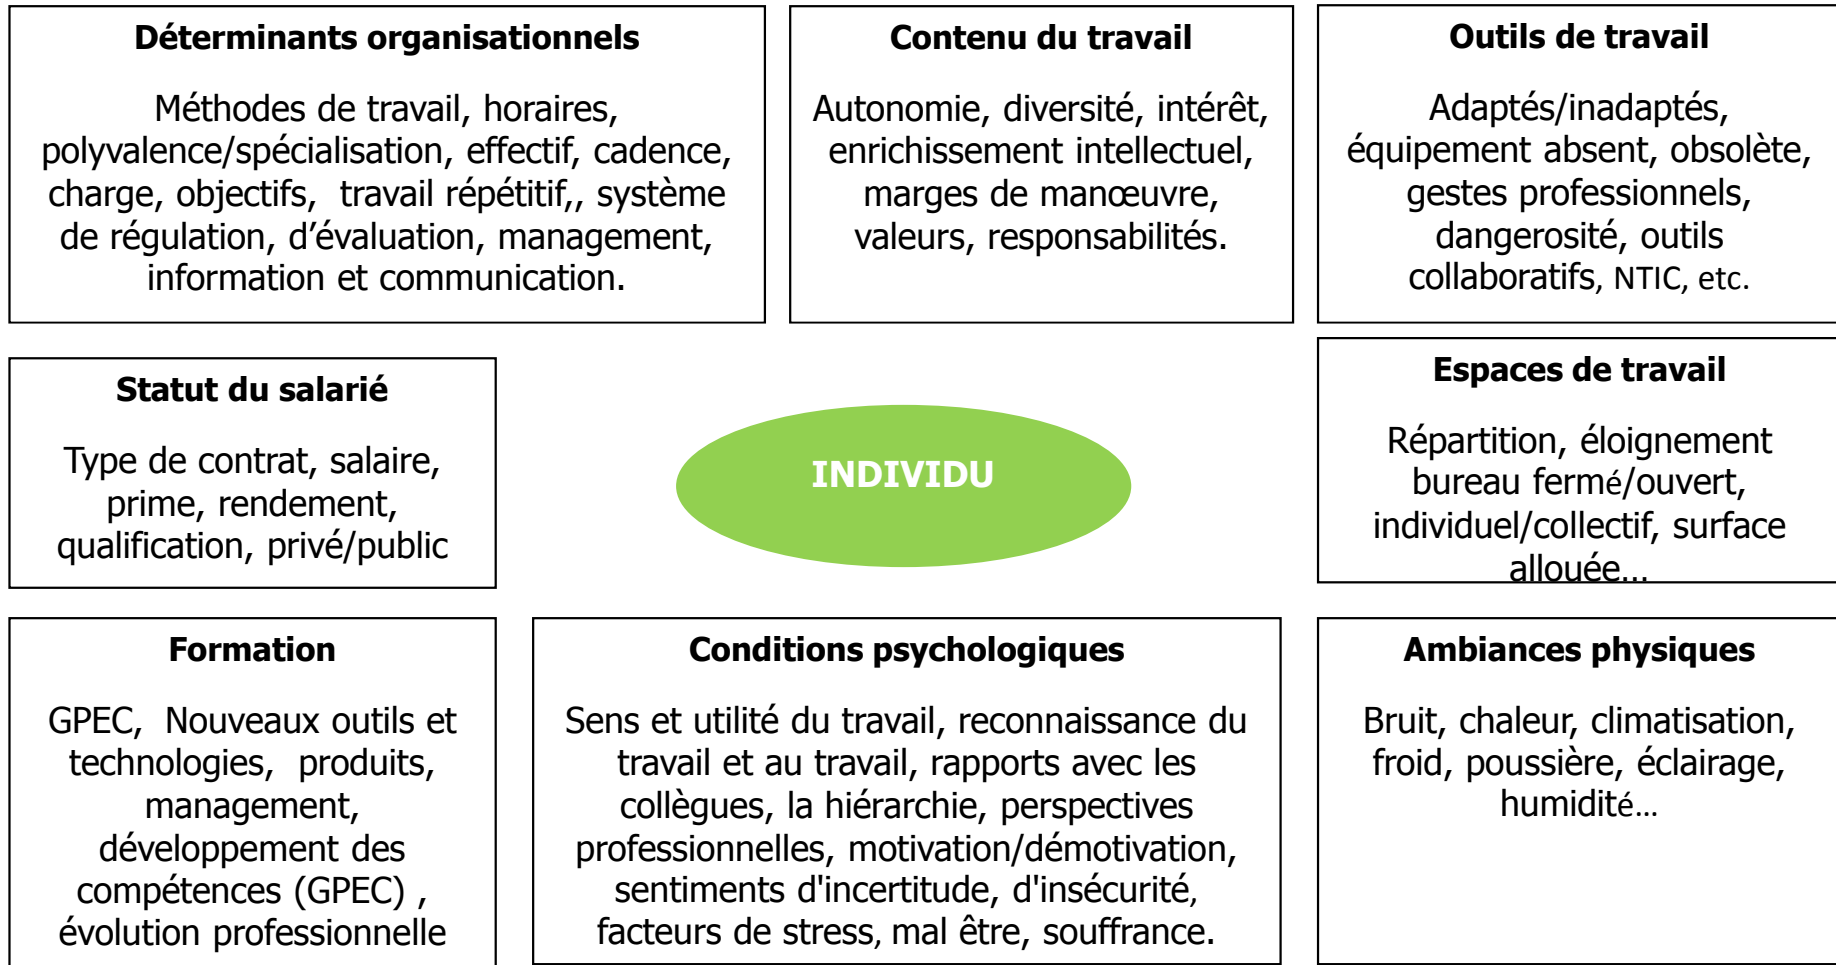 Déterminants organisationnels
Méthodes de travail, horaires,
polyvalence/spécialisation, effectif, cadence,
charge, objectifs, travail répétitif,, système
de régulation, d’évaluation, management,
information et communication.
Contenu du travail
Autonomie, diversité, intérêt,
enrichissement intellectuel,
marges de manœuvre,
valeurs, responsabilités.
Outils de travail
Adaptés/inadaptés,
équipement absent, obsolète,
gestes professionnels,
dangerosité, outils
collaboratifs, NTIC, etc.
Statut du salarié
Type de contrat, salaire,
prime, rendement,
qualification, privé/public
INDIVIDU
Espaces de travail
Répartition, éloignement
bureau fermé/ouvert,
individuel/collectif, surface
allouée…
Formation
GPEC, Nouveaux outils et
technologies, produits,
management,
développement des
compétences (GPEC) ,
évolution professionnelle
Conditions psychologiques
Sens et utilité du travail, reconnaissance du
travail et au travail, rapports avec les
collègues, la hiérarchie, perspectives
professionnelles, motivation/démotivation,
sentiments d'incertitude, d'insécurité,
facteurs de stress, mal être, souffrance.
Ambiances physiques
Bruit, chaleur, climatisation,
froid, poussière, éclairage,
humidité…